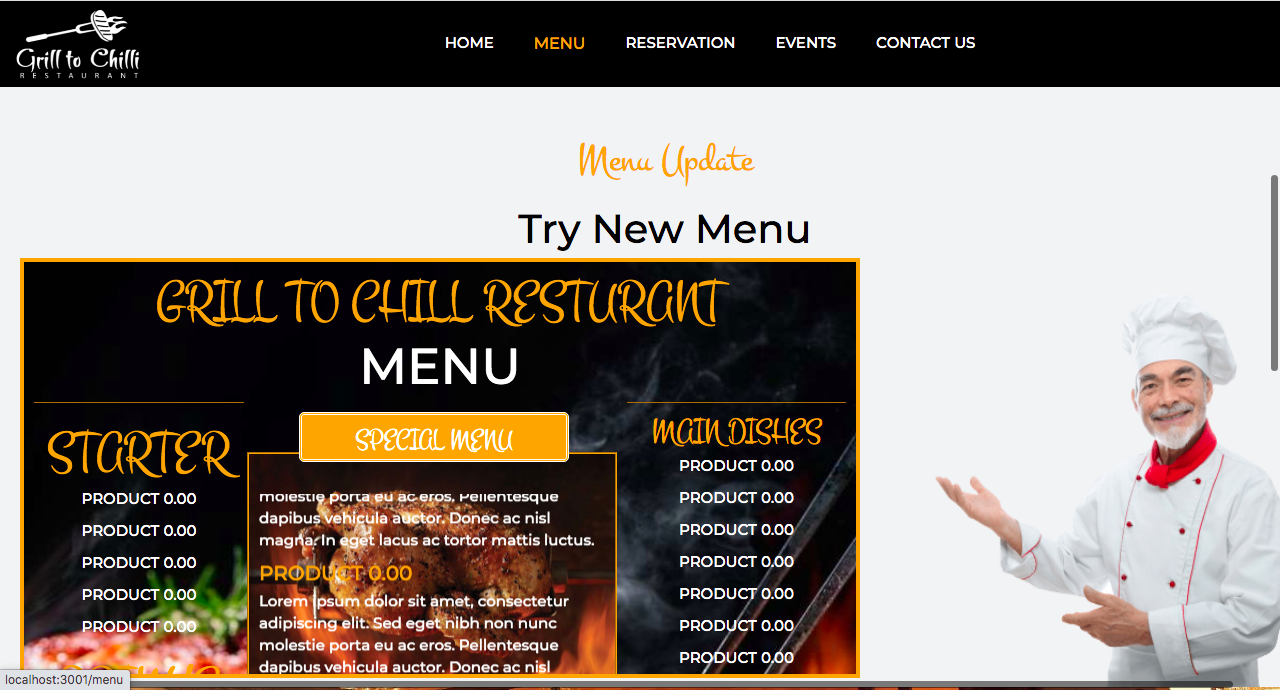 Grill to Chilli
RESTAURANT
HOME
MENU
RESERVATION
EVENTS
CONTACT US
Menu Update
Try New Menu
GRILL TO CHILL RESTURANT
MENU
STARTER
PRODUCT 0.00
PRODUCT 0.00
PRODUCT 0.00
PRODUCT 0.00
PRODUCT 0.00
SPECIAL MENU
molestie porta eu ac eros. Pellentesque
dapibus vehicula auctor. Donec ac nisl
magna. In eget lacus ac tortor mattis luctus.
PRODUCT 0.00
Lorem ipsum dolor sit amet, consectetur
adipiscing elit. Sed eget nibh non nunc
molestie porta eu ac eros. Pellentesque
dapibus vehicula auctor. Donec ac nisl
MAIN DISHES
PRODUCT 0.00
PRODUCT 0.00
PRODUCT 0.00
PRODUCT 0.00
PRODUCT 0.00
PRODUCT 0.00
PRODUCT 0.00
localhost:3001/menu